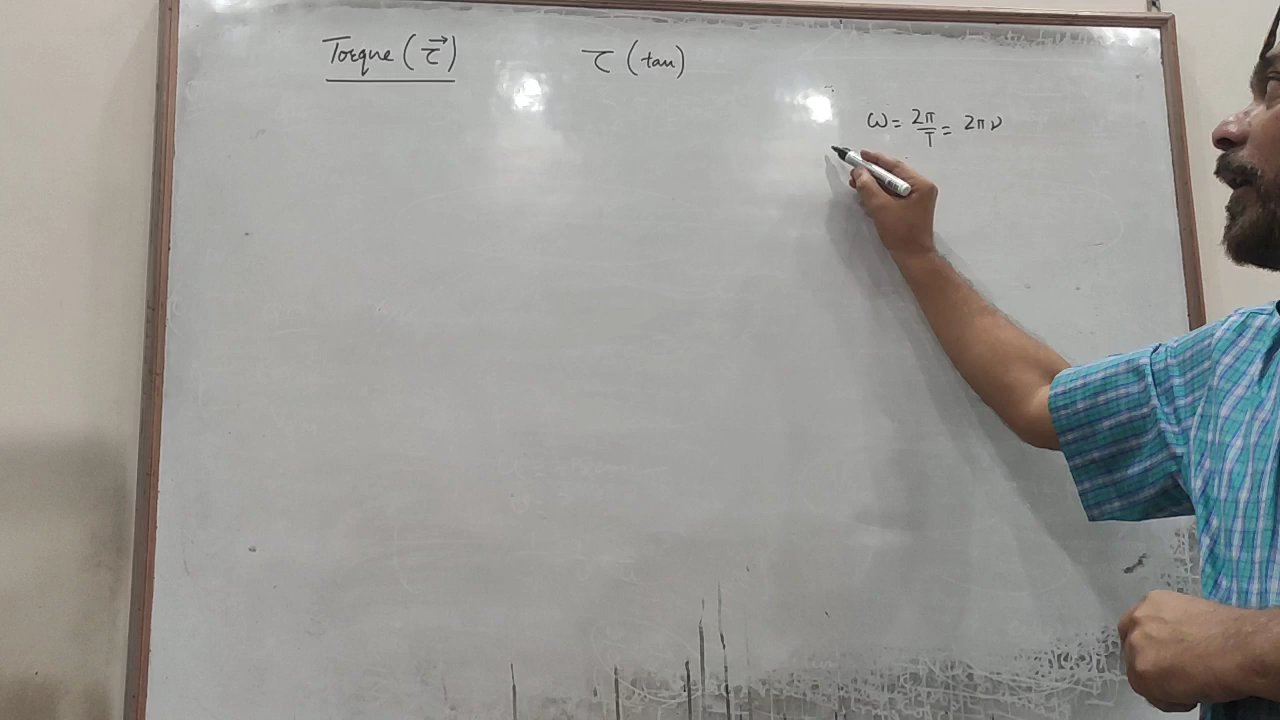 Torque (τ⃗) τ (tau)
ω = 2π/T = 2πν